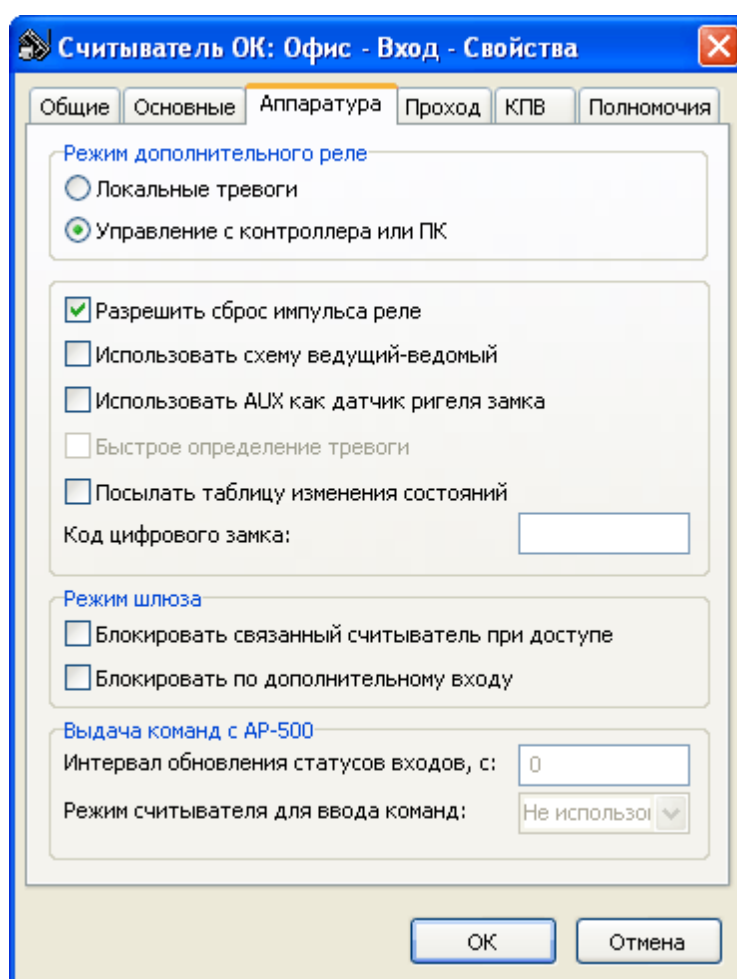 Считыватель ОК: Офис - Вход - Свойства
Общие Основные Аппаратура Проход КПВ Полномочия
Режим дополнительного реле
Локальные тревоги
Управление с контроллера или ПК
Разрешить сброс импульса реле
Использовать схему ведущий-ведомый
Использовать AUX как датчик ригеля замка
Быстрое определение тревоги
Посылать таблицу изменения состояний
Код цифрового замка:
Режим шлюза
Блокировать связанный считыватель при доступе
Блокировать по дополнительному входу
Выдача команд с AP-500
Интервал обновления статусов входов, с: 0
Режим считывателя для ввода команд: Не использо
ОК Отмена